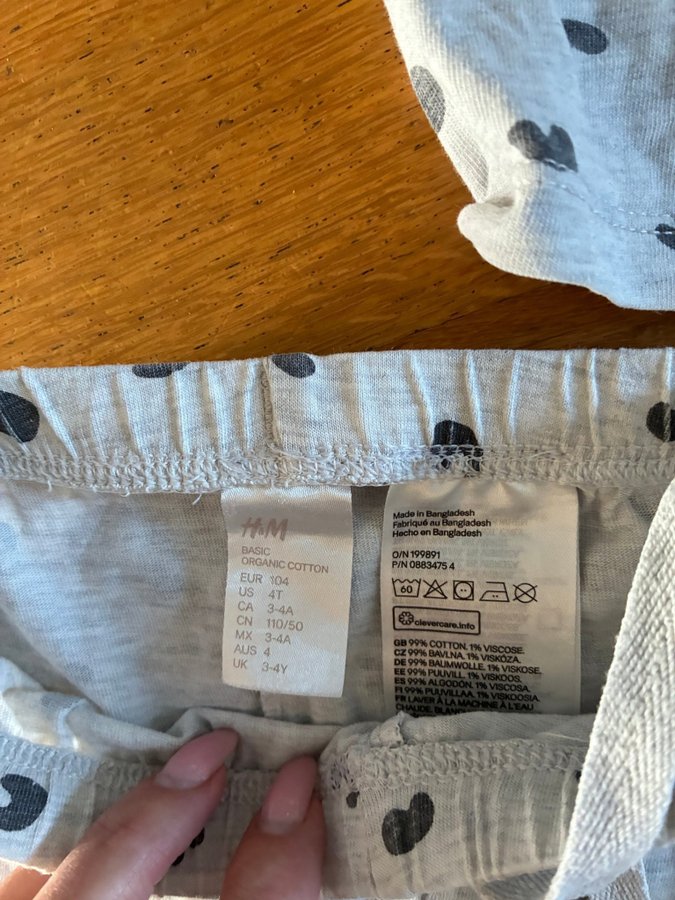 H&M
BASIC
ORGANIC COTTON
EUR 104
US 4T
CA 3-4A
CN 110/50
MX 3-4A
AUS 4
UK 3-4Y
Made in Bangladesh
Fabriqué au Bangladesh
Hecho en Bangladesh
O/N 199891
P/N 0883475 4
60
clevercare.info
GB 99% COTTON, 1% VISCOSE.
CZ 99% BAVLNA, 1% VISKÓZA.
DE 99% BAUMWOLLE, 1% VISKOSE.
EE 99% PUUVILL, 1% VISKOOS.
ES 99% ALGODÓN, 1% VISCOSA.
FI 99% PUUVILLAA, 1% VISKOOSIA
FR LAVER À LA MACHINE À L'EAU
CHAUDE.